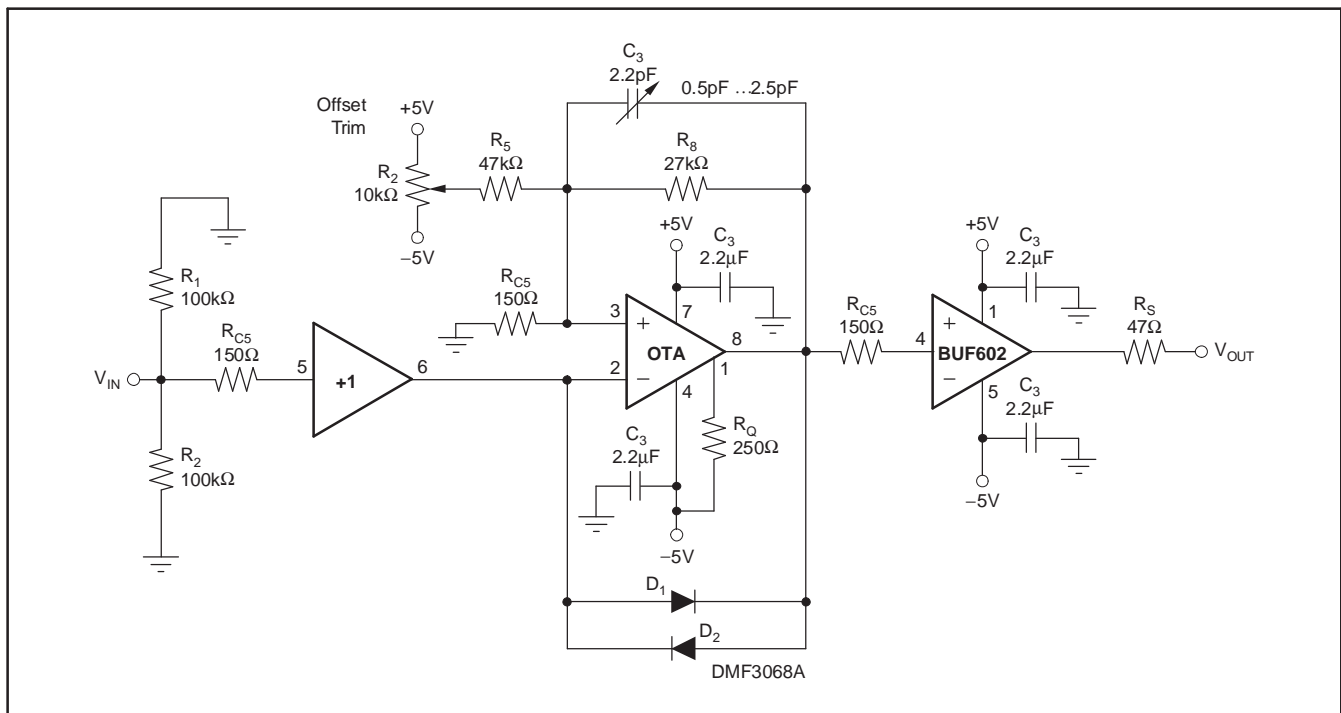 C3
2.2pF
0.5pF ...2.5pF
Offset
Trim
+5V
R5
47kΩ
R8
27kΩ
R2
10kΩ
−5V
+5V
C3
2.2µF
+5V
C3
2.2µF
R1
100kΩ
RC5
150Ω
RC5
150Ω
3
+
7
OTA
8
2
−
1
4
RC5
150Ω
4
+
1
BUF602
−
5
RS
47Ω
VOUT
VIN
5
+1
6
C3
2.2µF
RQ
250Ω
C3
2.2µF
R2
100kΩ
−5V
−5V
D1
D2
DMF3068A